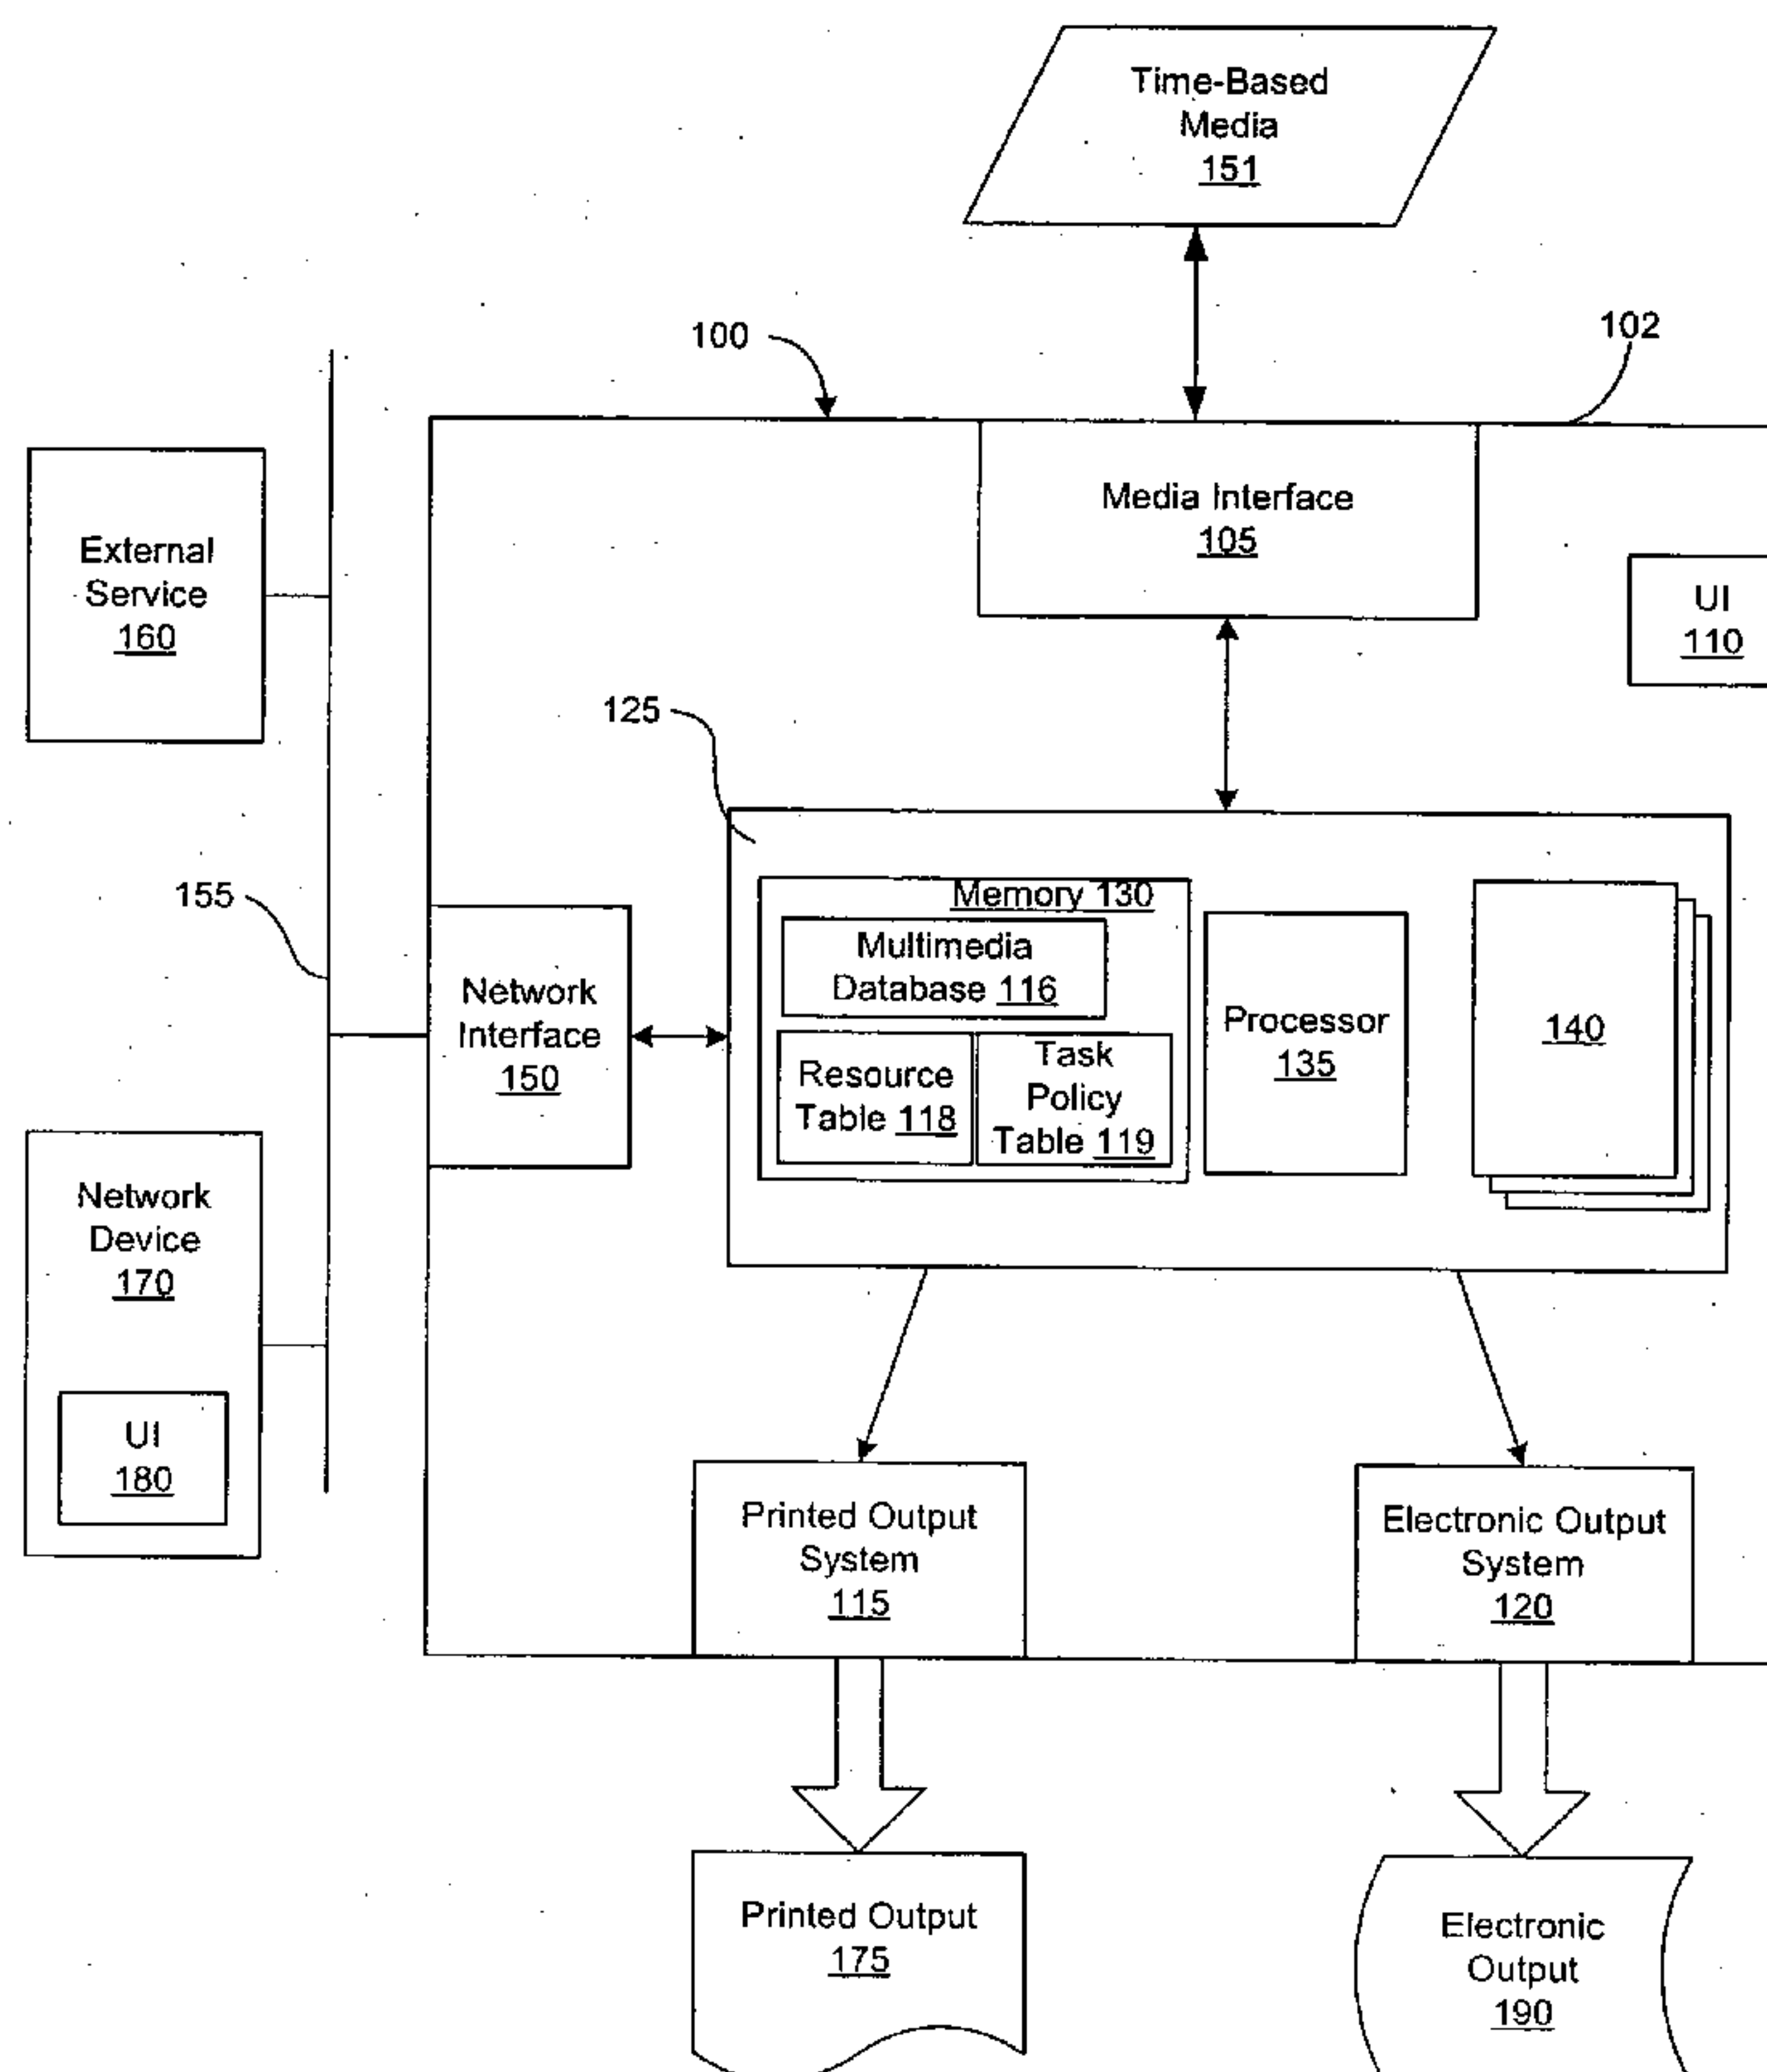 Time-Based
Media
151
100
102
Media Interface
105
External
Service
160
UI
110
125
155
Memory 130
Multimedia
Database 116
Resource
Table 118
Task
Policy
Table 119
Processor
135
140
Network
Interface
150
Network
Device
170
UI
180
Printed Output
System
115
Electronic Output
System
120
Printed Output
175
Electronic
Output
190